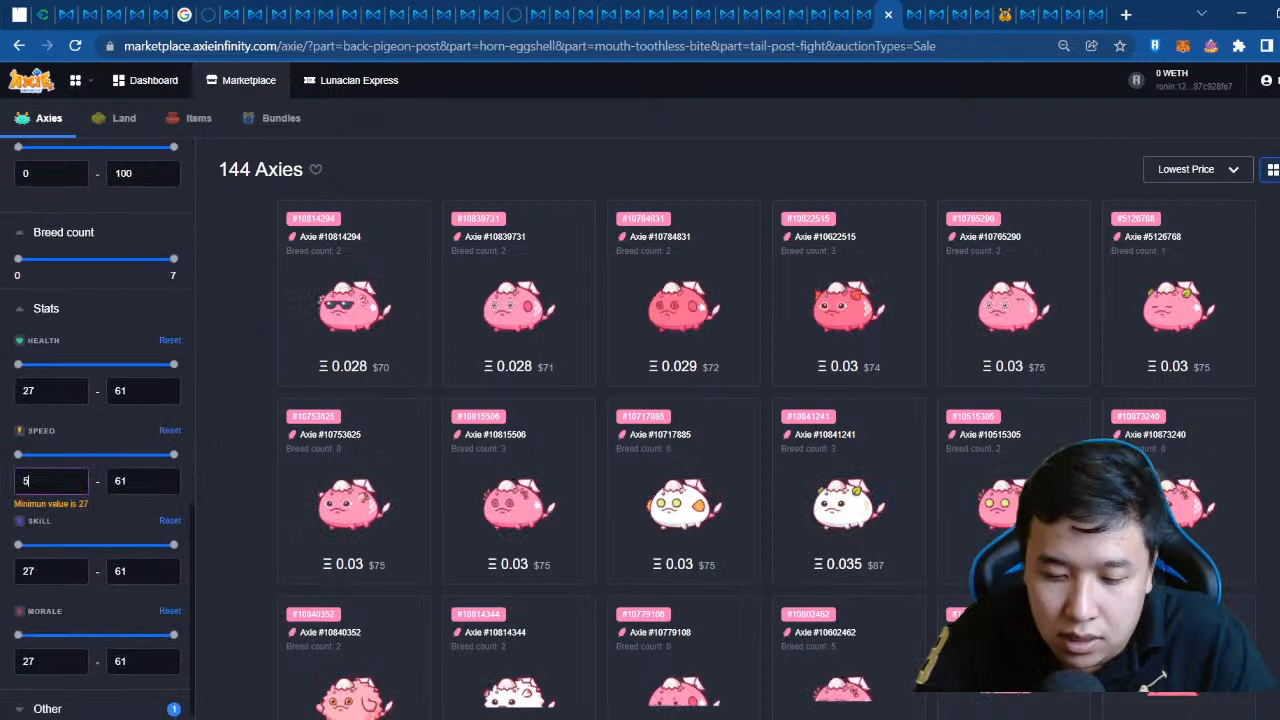 marketplace.axieinfinity.com/axie/?part=back-pigeon-post&part=horn-eggshell&part=mouth-toothless-bite&part=tail-post-fight&auctionTypes=Sale
AXIE
Dashboard
Marketplace
Lunacian Express
0 WETH
ronin:12...87c928fe7
Axies
Land
Items
Bundles
0 - 100
Breed count
0
7
Stats
HEALTH
Reset
27 - 61
SPEED
Reset
5 - 61
Minimun value is 27
SKILL
Reset
27 - 61
MORALE
Reset
27 - 61
Other
1
144 Axies
Lowest Price
#10814294
Axie #10814294
Breed count: 2
Ξ 0.028 $70
#10839731
Axie #10839731
Breed count: 2
Ξ 0.028 $71
#10784831
Axie #10784831
Breed count: 2
Ξ 0.029 $72
#10622515
Axie #10622515
Breed count: 3
Ξ 0.03 $74
#10765290
Axie #10765290
Breed count: 2
Ξ 0.03 $75
#5126768
Axie #5126768
Breed count: 1
Ξ 0.03 $75
#10753625
Axie #10753625
Breed count: 0
Ξ 0.03 $75
#10815506
Axie #10815506
Breed count: 3
Ξ 0.03 $75
#10717885
Axie #10717885
Breed count: 0
Ξ 0.03 $75
#10841241
Axie #10841241
Breed count: 3
Ξ 0.035 $87
#10515305
Axie #10515305
Breed count: 2
#10873240
Axie #10873240
#10840352
Axie #10840352
Breed count: 2
#10814344
Axie #10814344
Breed count: 2
#10779108
Axie #10779108
Breed count: 0
#10602462
Axie #10602462
Breed count: 5